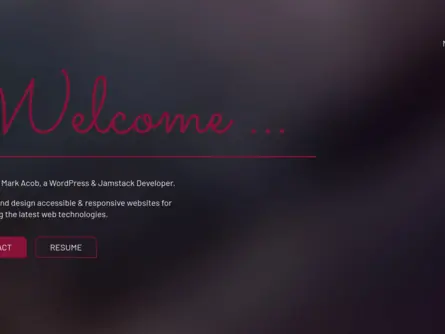 Welcome ...
Mark Acob, a WordPress & Jamstack Developer.
nd design accessible & responsive websites for
g the latest web technologies.
ACT
RESUME